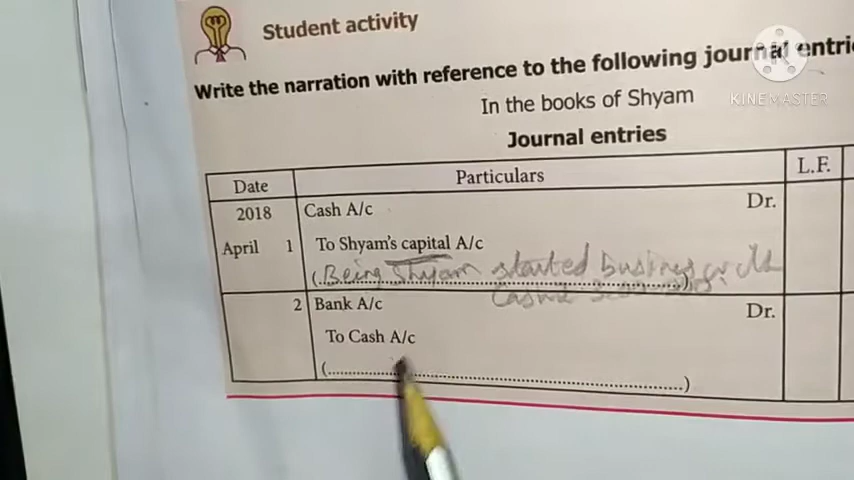 Student activity
KINEMASTER
Write the narration with reference to the following journal entrie
In the books of Shyam
Journal entries
Date Particulars L.F.
2018 Cash A/c Dr.
April 1 To Shyam's capital A/c
(Being Shyam started business with
Cash
2 Bank A/c Dr.
To Cash A/c
(............................................................)